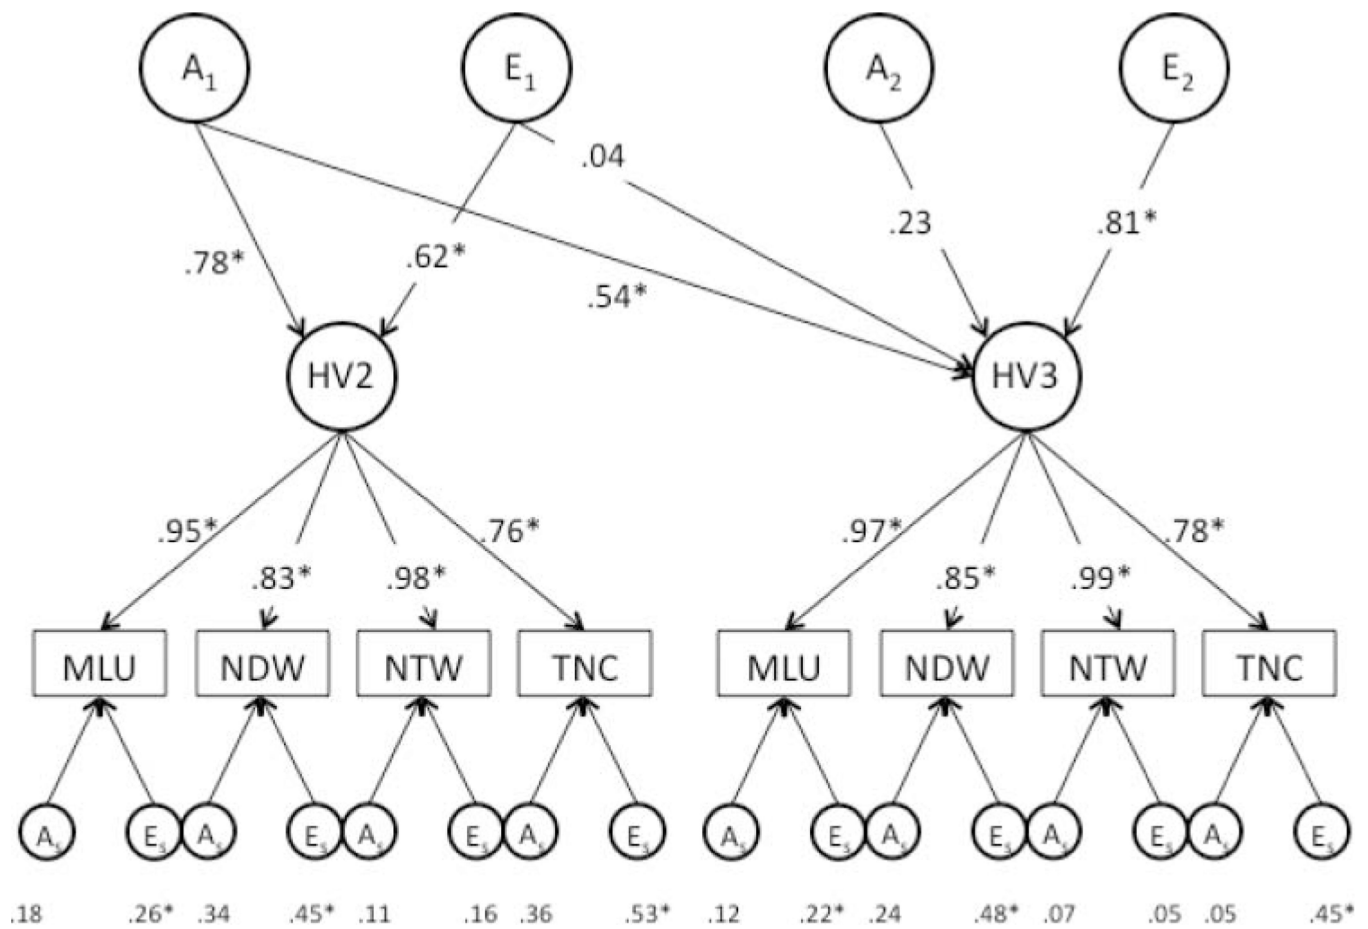 A1 E1 A2 E2
.04
.23 .81*
.78* .62*
.54*
HV2 HV3
.95* .76* .97* .78*
.83* .98* .85* .99*
MLU NDW NTW TNC MLU NDW NTW TNC
As Es As Es As Es As Es As Es As Es As Es As Es
.18 .26* .34 .45* .11 .16 .36 .53* .12 .22* .24 .48* .07 .05 .05 .45*